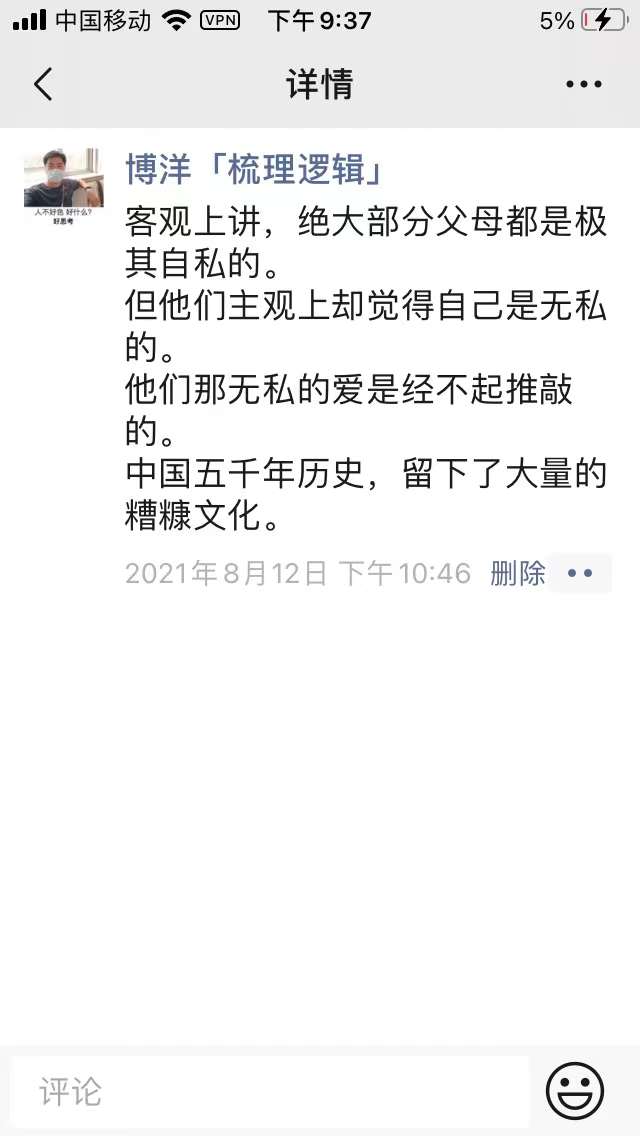 中国移动 VPN 下午9:37 5%
详情
博洋「梳理逻辑」
人不好色 好什么?
好思考
客观上讲，绝大部分父母都是极
其自私的。
但他们主观上却觉得自己是无私
的。
他们那无私的爱是经不起推敲
的。
中国五千年历史，留下了大量的
糟糠文化。
2021年8月12日 下午10:46 删除
评论